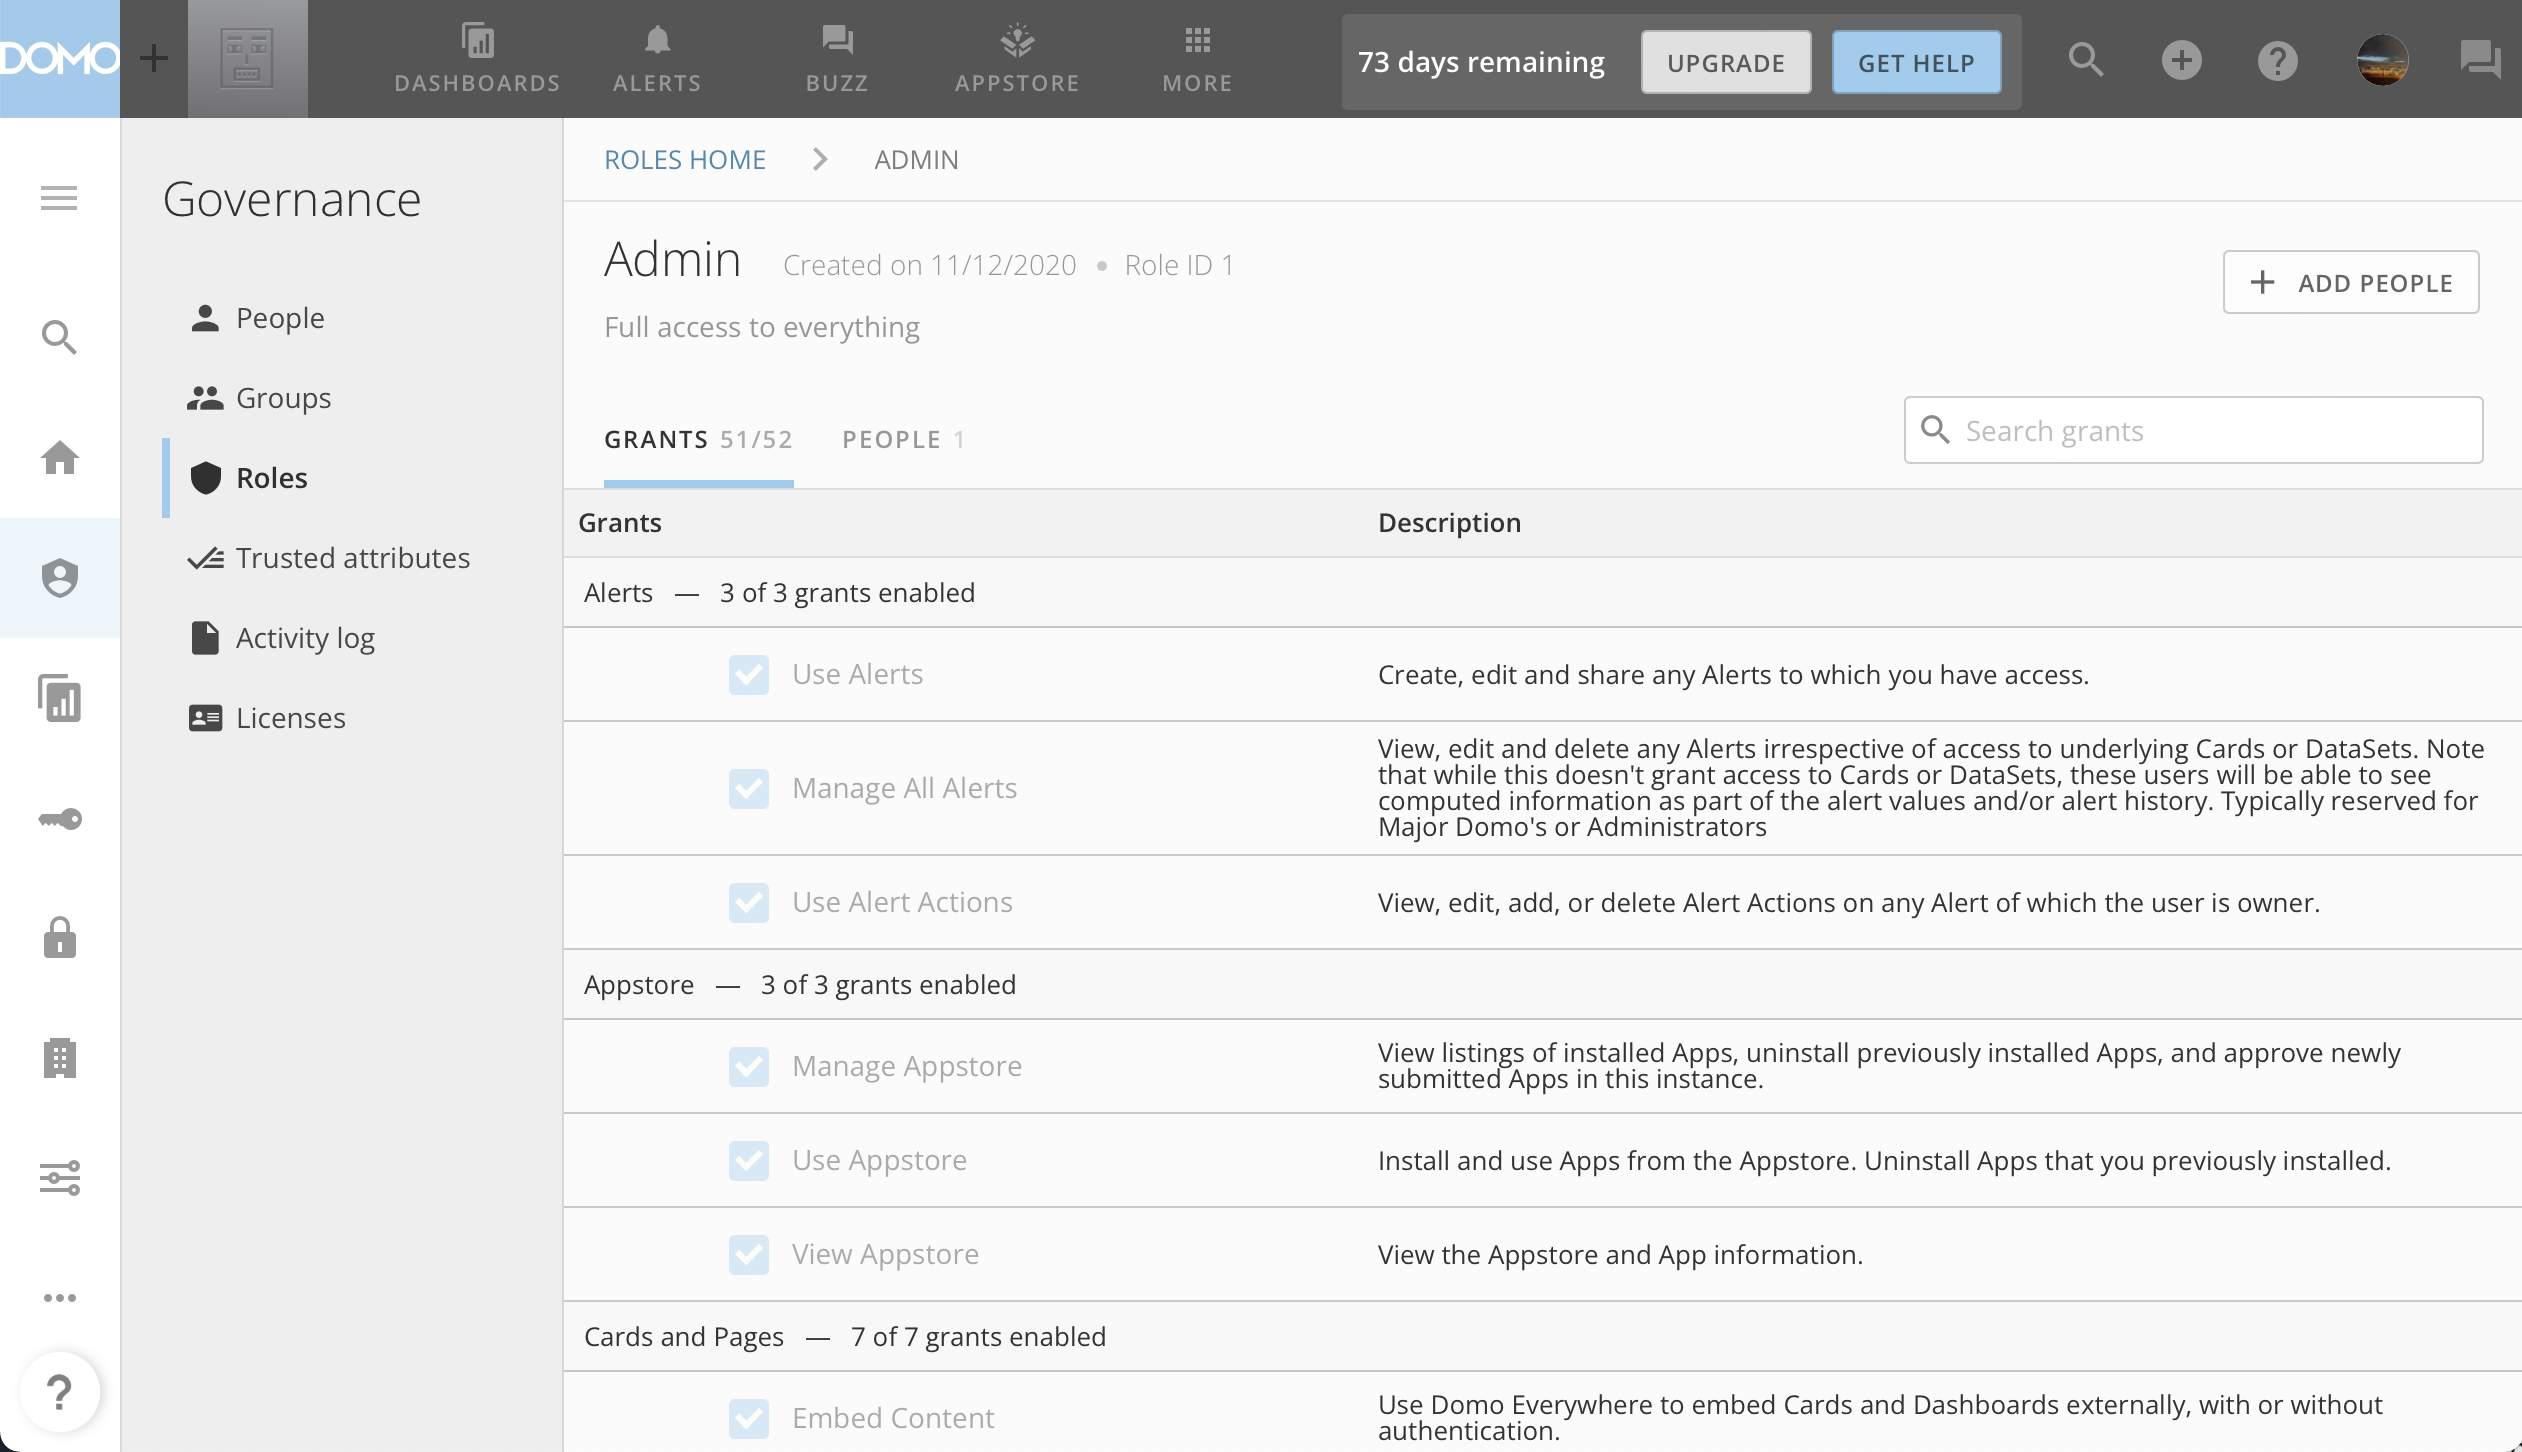 DOMO
DASHBOARDS
ALERTS
BUZZ
APPSTORE
MORE
73 days remaining
UPGRADE
GET HELP
Governance
People
Groups
Roles
Trusted attributes
Activity log
Licenses
ROLES HOME
ADMIN
Admin
Created on 11/12/2020 • Role ID 1
Full access to everything
+ ADD PEOPLE
GRANTS 51/52
PEOPLE 1
Search grants
Grants
Description
Alerts — 3 of 3 grants enabled
Use Alerts
Create, edit and share any Alerts to which you have access.
Manage All Alerts
View, edit and delete any Alerts irrespective of access to underlying Cards or DataSets. Note
that while this doesn't grant access to Cards or DataSets, these users will be able to see
computed information as part of the alert values and/or alert history. Typically reserved for
Major Domo's or Administrators
Use Alert Actions
View, edit, add, or delete Alert Actions on any Alert of which the user is owner.
Appstore — 3 of 3 grants enabled
Manage Appstore
View listings of installed Apps, uninstall previously installed Apps, and approve newly
submitted Apps in this instance.
Use Appstore
Install and use Apps from the Appstore. Uninstall Apps that you previously installed.
View Appstore
View the Appstore and App information.
Cards and Pages — 7 of 7 grants enabled
Embed Content
Use Domo Everywhere to embed Cards and Dashboards externally, with or without
authentication.